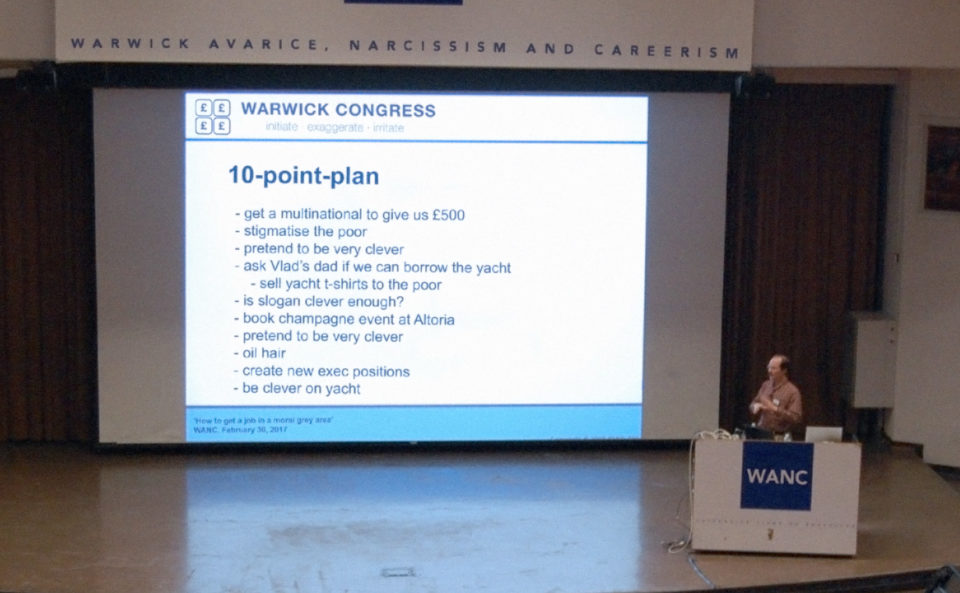 WARWICK AVARICE, NARCISSISM AND CAREERISM
£ £
£ £
WARWICK CONGRESS
initiate · exaggerate · irritate
10-point-plan
- get a multinational to give us £500
- stigmatise the poor
- pretend to be very clever
- ask Vlad's dad if we can borrow the yacht
- sell yacht t-shirts to the poor
- is slogan clever enough?
- book champagne event at Altoria
- pretend to be very clever
- oil hair
- create new exec positions
- be clever on yacht
'How to get a job in a moral grey area'
WANC. February 30, 2017
WANC